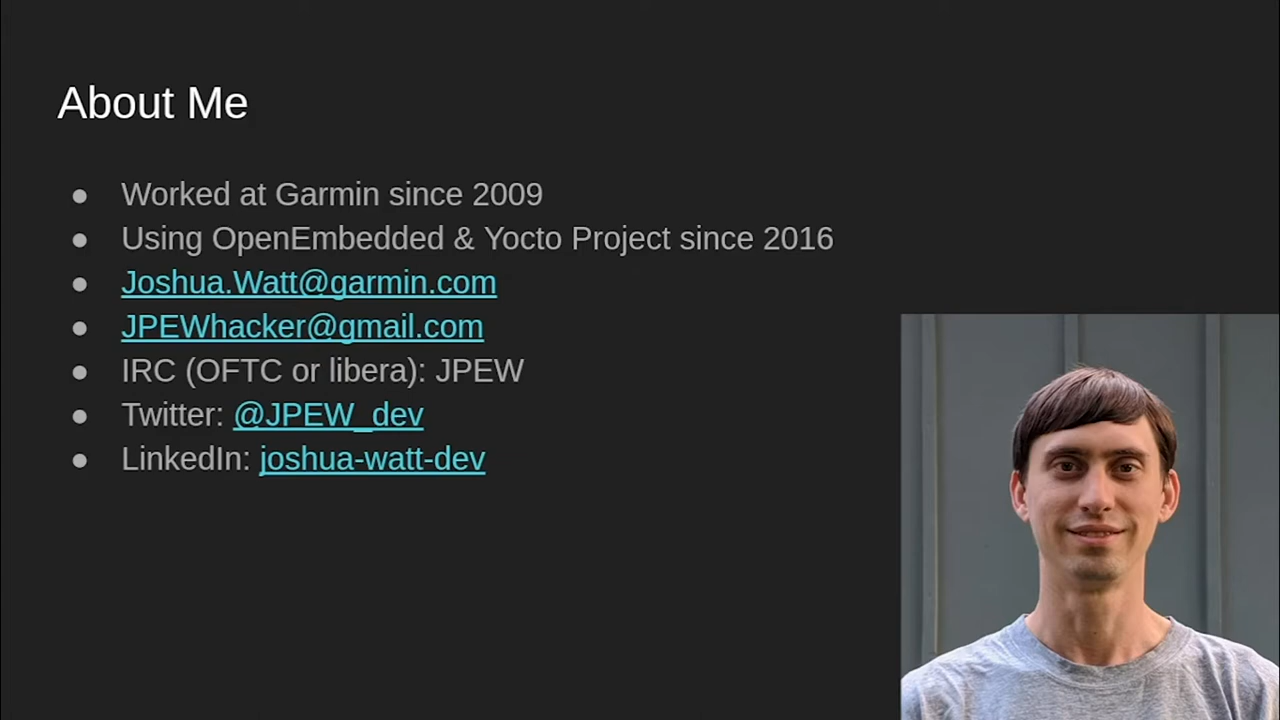 About Me
● Worked at Garmin since 2009
● Using OpenEmbedded & Yocto Project since 2016
● Joshua.Watt@garmin.com
● JPEWhacker@gmail.com
● IRC (OFTC or libera): JPEW
● Twitter: @JPEW_dev
● LinkedIn: joshua-watt-dev